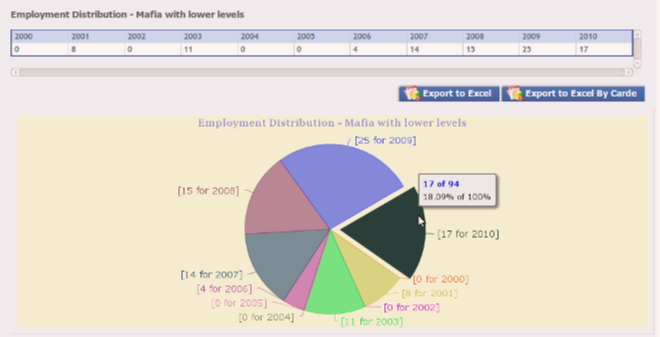 Employment Distribution - Mafia with lower levels
2000 2001 2002 2003 2004 2005 2006 2007 2008 2009 2010
0 8 0 11 0 0 4 14 15 25 17
Export to Excel Export to Excel By Carde
Employment Distribution - Mafia with lower levels
[25 for 2009]
17 of 94
18.09% of 100%
[15 for 2008]
[17 for 2010]
[14 for 2007]
[0 for 2000]
[4 for 2006]
[8 for 2001]
[0 for 2005]
[0 for 2002]
[0 for 2004]
[11 for 2003]